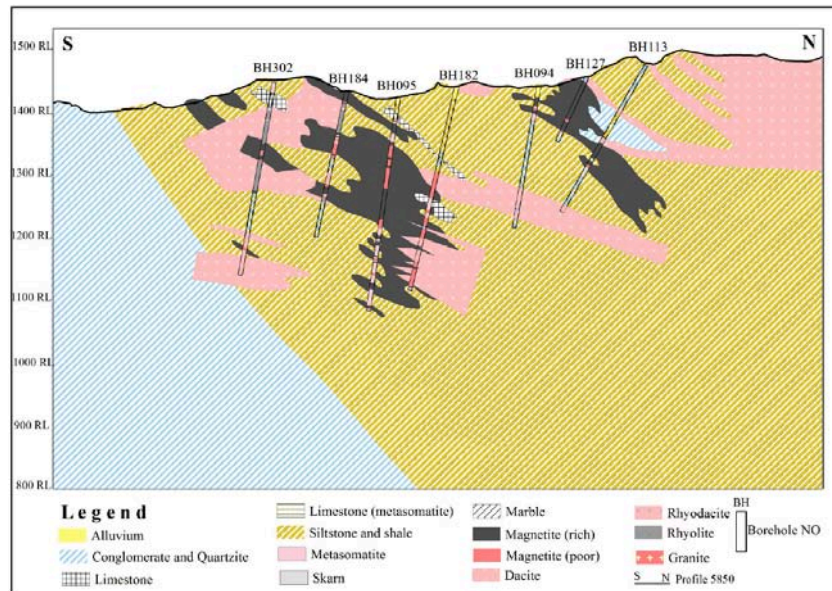 S
N
1500 RL
1400 RL
1300 RL
1200 RL
1100 RL
1000 RL
900 RL
800 RL
BH302
BH184
BH095
BH182
BH094
BH127
BH113
Legend
Alluvium
Conglomerate and Quartzite
Limestone
Limestone (metasomatite)
Siltstone and shale
Metasomatite
Skarn
Marble
Magnetite (rich)
Magnetite (poor)
Dacite
Rhyodacite
Rhyolite
Granite
S N Profile 5850
BH
Borehole NO